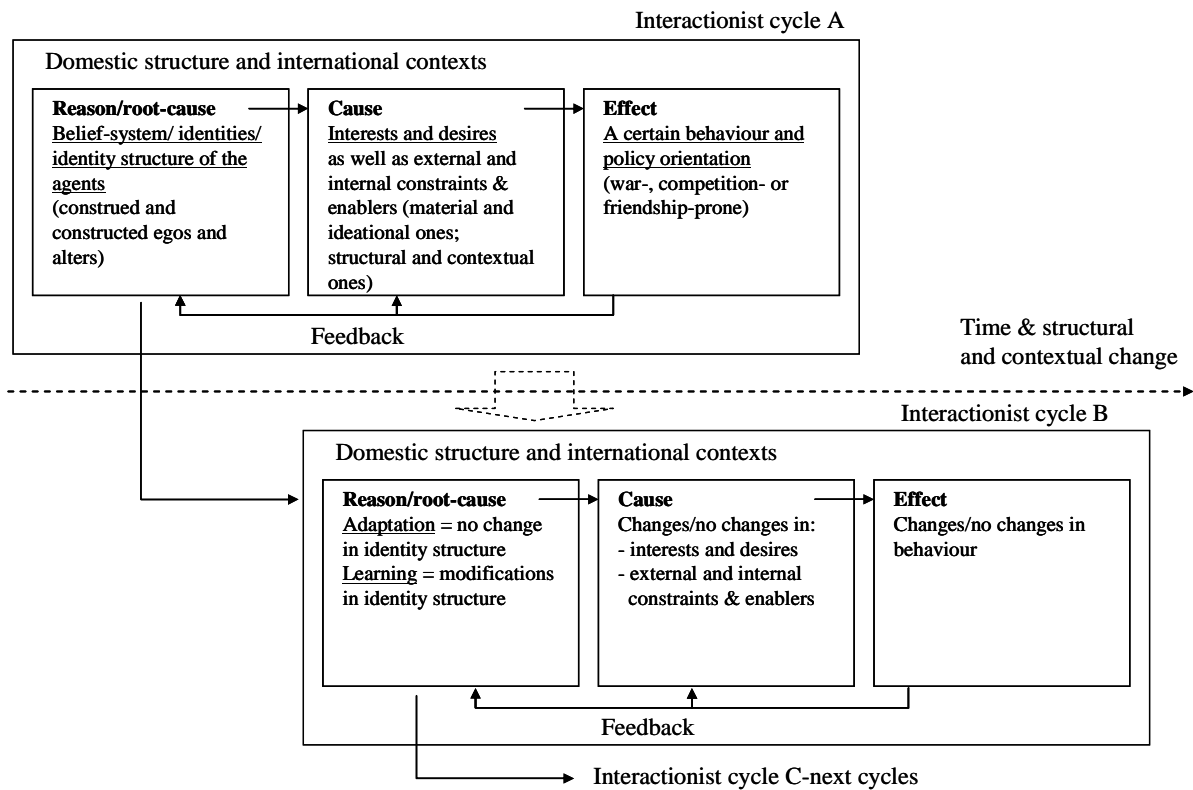 Interactionist cycle A
Domestic structure and international contexts
Reason/root-cause
Belief-system/ identities/
identity structure of the
agents
(construed and
constructed egos and
alters)
Cause
Interests and desires
as well as external and
internal constraints &
enablers (material and
ideational ones;
structural and contextual
ones)
Effect
A certain behaviour and
policy orientation
(war-, competition- or
friendship-prone)
Feedback
Time & structural
and contextual change
Interactionist cycle B
Domestic structure and international contexts
Reason/root-cause
Adaptation = no change
in identity structure
Learning = modifications
in identity structure
Cause
Changes/no changes in:
- interests and desires
- external and internal
constraints & enablers
Effect
Changes/no changes in
behaviour
Feedback
Interactionist cycle C-next cycles